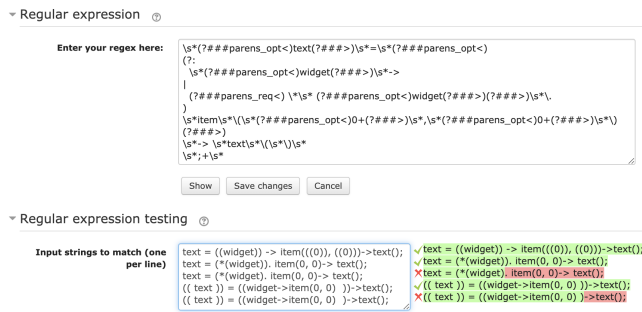 Regular expression
Enter your regex here:
\s*(?###parens_opt<)text(?###>)\s*=\s*(?###parens_opt<)
(?:
\s*(?###parens_opt<)widget(?###>)\s*->
|
(?###parens_req<) \*\s* (?###parens_opt<)widget(?###>)(?###>)\s*\.
)
\s*item\s*\(\s*(?###parens_opt<)0+(?###>)\s*,\s*(?###parens_opt<)0+(?###>)\s*\)
(?###>)
\s*-> \s*text\s*\(\s*\)\s*
\s*;+\s*
Show Save changes Cancel
Regular expression testing
Input strings to match (one per line)
text = ((widget)) -> item(((0)), ((0)))->text();
text = (*(widget)). item(0, 0)-> text();
text = (*(widget). item(0, 0)-> text();
(( text )) = ((widget->item(0, 0) ))->text();
(( text )) = ((widget->item(0, 0) )->text();
text = ((widget)) -> item(((0)), ((0)))->text();
text = (*(widget)). item(0, 0)-> text();
text = (*(widget). item(0, 0)-> text();
(( text )) = ((widget->item(0, 0) ))->text();
(( text )) = ((widget->item(0, 0) )->text();